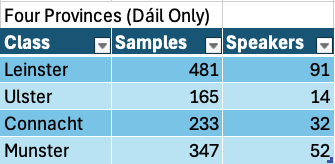 Four Provinces (Dáil Only)
Class Samples Speakers
Leinster 481 91
Ulster 165 14
Connacht 233 32
Munster 347 52